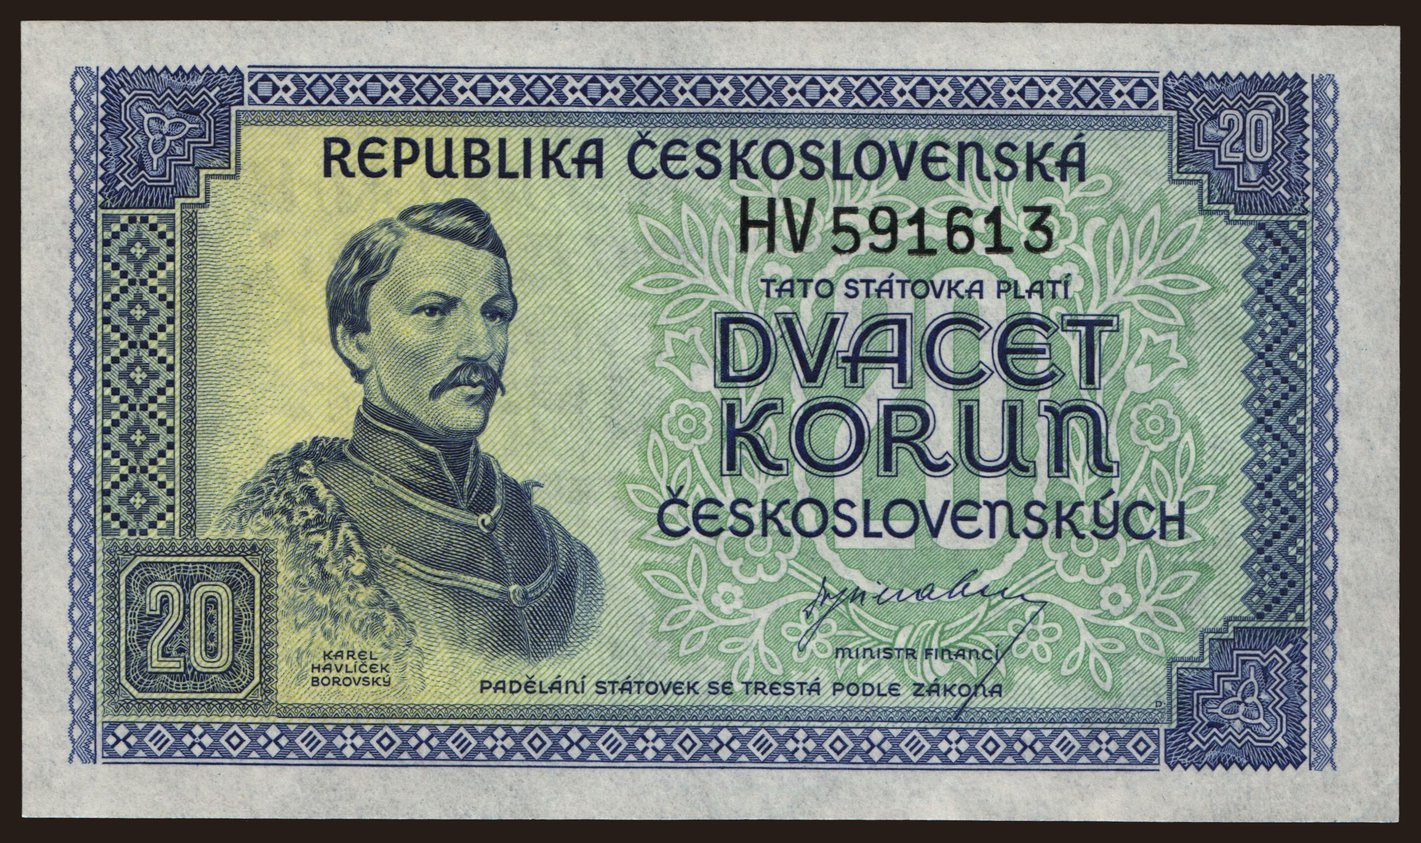 20
REPUBLIKA ČESKOSLOVENSKÁ
HV 591613
TATO STÁTOVKA PLATÍ
DVACET
KORUN
ČESKOSLOVENSKÝCH
20
20
KAREL
HAVLÍČEK
BOROVSKÝ
MINISTR FINANCÍ
PADĚLÁNÍ STÁTOVEK SE TRESTÁ PODLE ZÁKONA
D